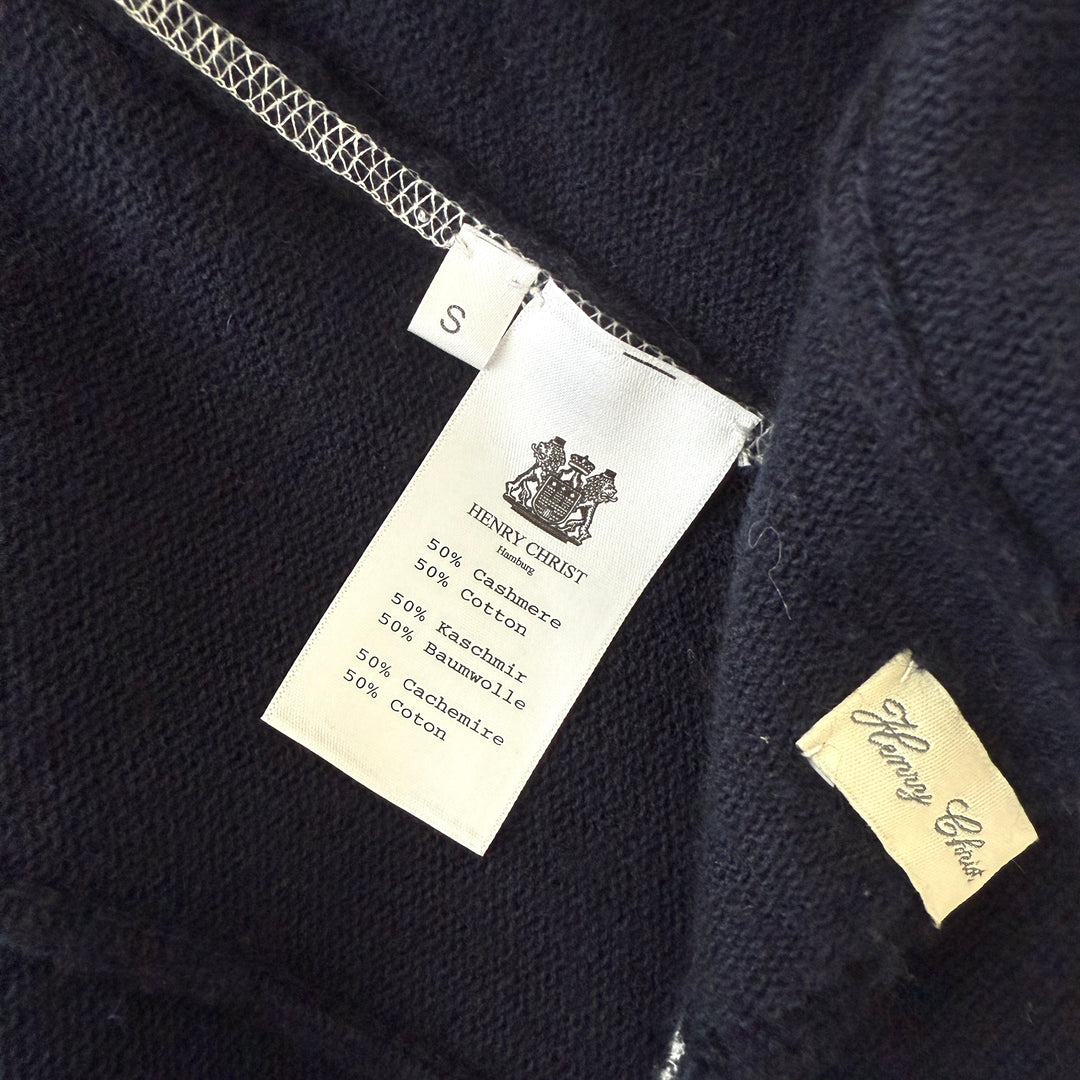 S
HENRY CHRIST
Hamburg
50% Cashmere
50% Cotton
50% Kaschmir
50% Baumwolle
50% Cachemire
50% Coton
Henry Christ